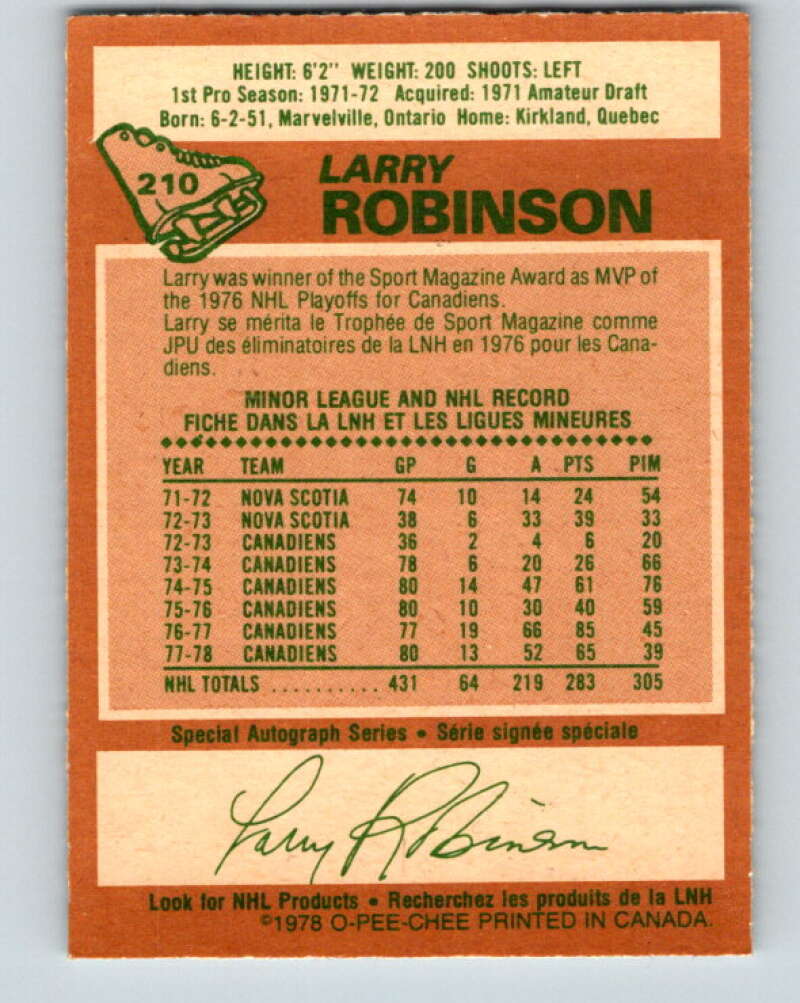 HEIGHT: 6'2" WEIGHT: 200 SHOOTS: LEFT
1st Pro Season: 1971-72 Acquired: 1971 Amateur Draft
Born: 6-2-51, Marvelville, Ontario Home: Kirkland, Quebec
210
LARRY
ROBINSON
Larry was winner of the Sport Magazine Award as MVP of
the 1976 NHL Playoffs for Canadiens.
Larry se mérita le Trophée de Sport Magazine comme
JPU des éliminatoires de la LNH en 1976 pour les Cana-
diens.
MINOR LEAGUE AND NHL RECORD
FICHE DANS LA LNH ET LES LIGUES MINEURES
YEAR TEAM GP G A PTS PIM
71-72 NOVA SCOTIA 74 10 14 24 54
72-73 NOVA SCOTIA 38 6 33 39 33
72-73 CANADIENS 36 2 4 6 20
73-74 CANADIENS 78 6 20 26 66
74-75 CANADIENS 80 14 47 61 76
75-76 CANADIENS 80 10 30 40 59
76-77 CANADIENS 77 19 66 85 45
77-78 CANADIENS 80 13 52 65 39
NHL TOTALS .......... 431 64 219 283 305
Special Autograph Series • Série signée spéciale
Larry Robinson
Look for NHL Products • Recherchez les produits de la LNH
©1978 O-PEE-CHEE PRINTED IN CANADA.